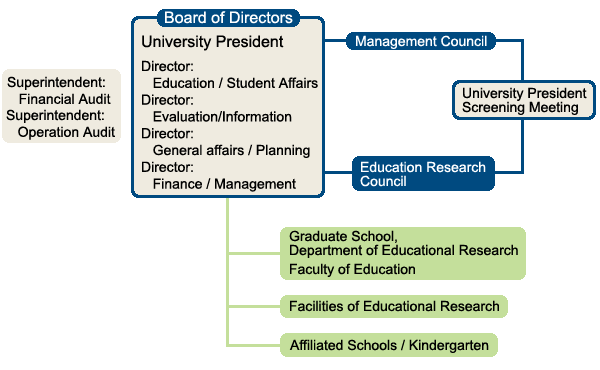 Board of Directors
University President
Director:
Education / Student Affairs
Director:
Evaluation/Information
Director:
General affairs / Planning
Director:
Finance / Management
Superintendent:
Financial Audit
Superintendent:
Operation Audit
Management Council
University President
Screening Meeting
Education Research
Council
Graduate School,
Department of Educational Research
Faculty of Education
Facilities of Educational Research
Affiliated Schools / Kindergarten